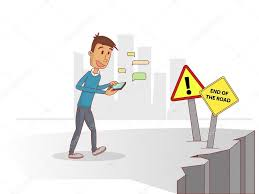 !
END OF
THE ROAD